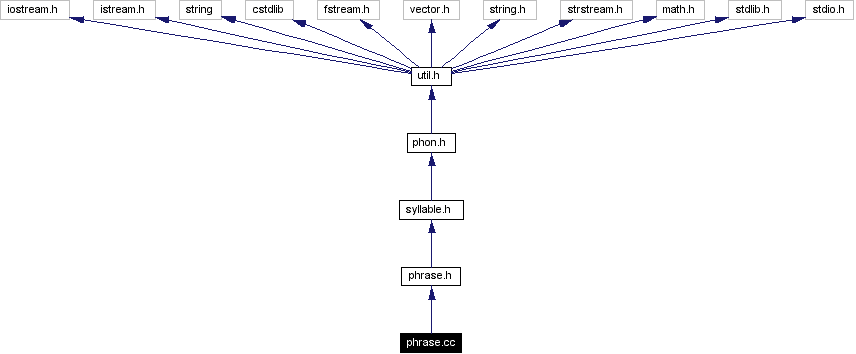 iostream.h
istream.h
string
cstdlib
fstream.h
vector.h
string.h
strstream.h
math.h
stdlib.h
stdio.h
util.h
phon.h
syllable.h
phrase.h
phrase.cc